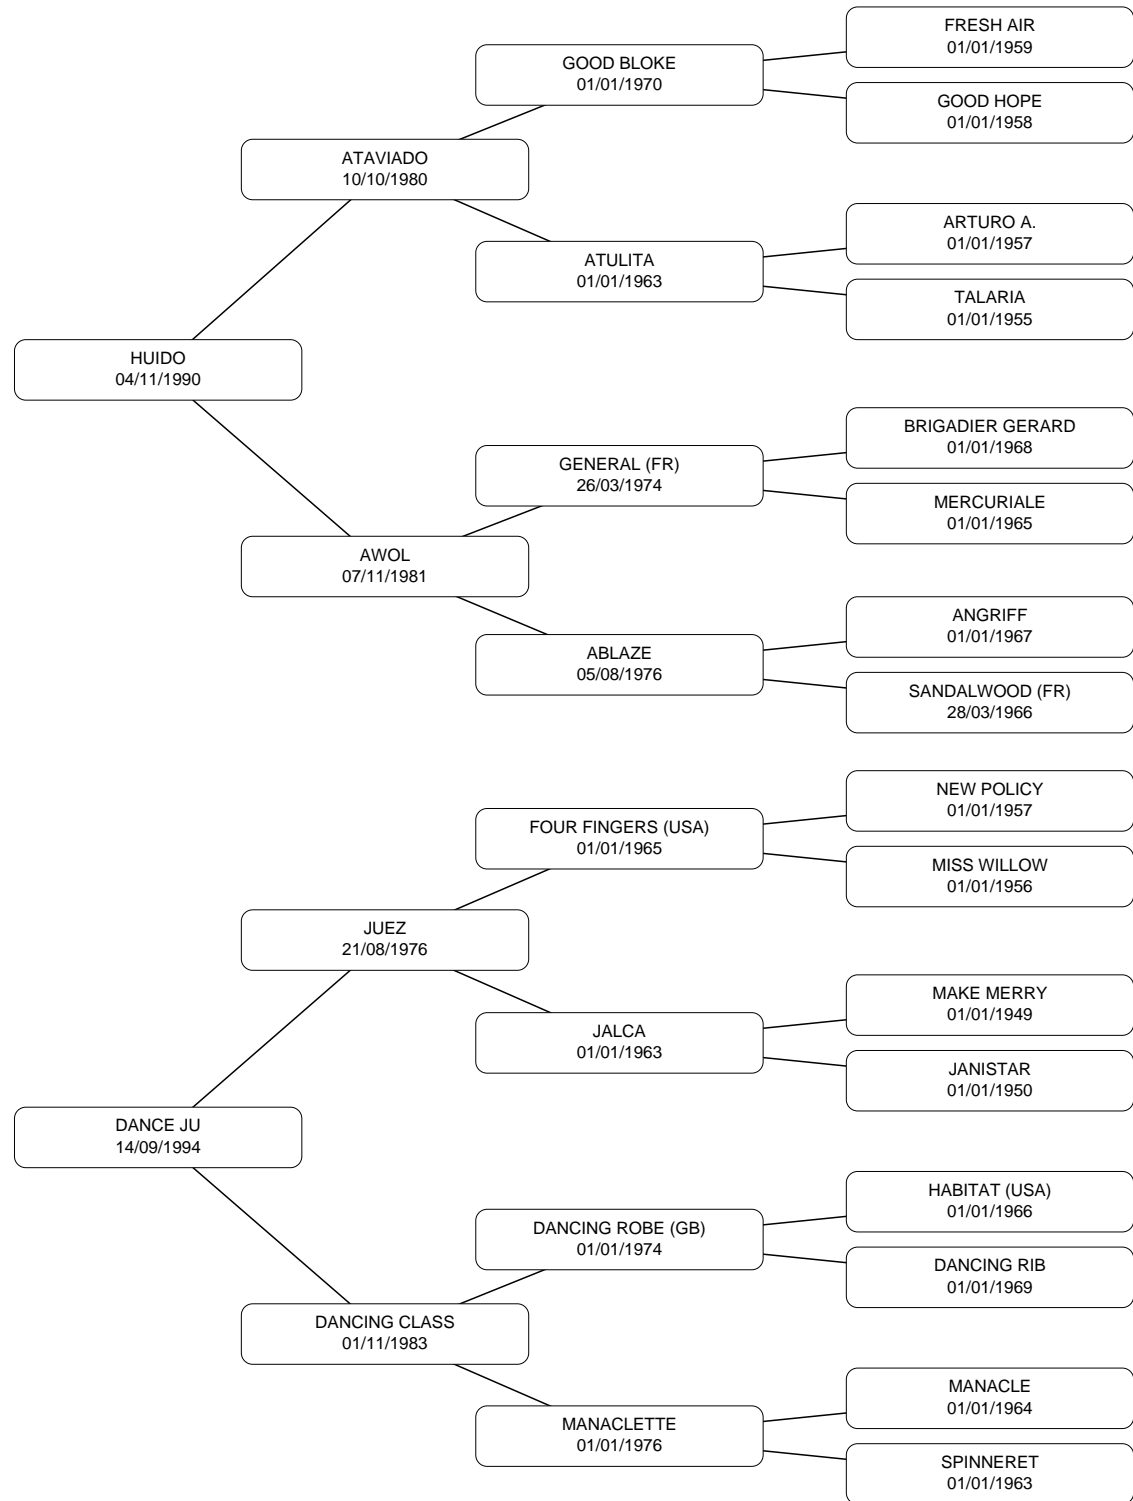 FRESH AIR
01/01/1959
GOOD BLOKE
01/01/1970
GOOD HOPE
01/01/1958
ATAVIADO
10/10/1980
ARTURO A.
01/01/1957
ATULITA
01/01/1963
TALARIA
01/01/1955
HUIDO
04/11/1990
BRIGADIER GERARD
01/01/1968
GENERAL (FR)
26/03/1974
MERCURIALE
01/01/1965
AWOL
07/11/1981
ANGRIFF
01/01/1967
ABLAZE
05/08/1976
SANDALWOOD (FR)
28/03/1966
NEW POLICY
01/01/1957
FOUR FINGERS (USA)
01/01/1965
MISS WILLOW
01/01/1956
JUEZ
21/08/1976
MAKE MERRY
01/01/1949
JALCA
01/01/1963
JANISTAR
01/01/1950
DANCE JU
14/09/1994
HABITAT (USA)
01/01/1966
DANCING ROBE (GB)
01/01/1974
DANCING RIB
01/01/1969
DANCING CLASS
01/11/1983
MANACLE
01/01/1964
MANACLETTE
01/01/1976
SPINNERET
01/01/1963